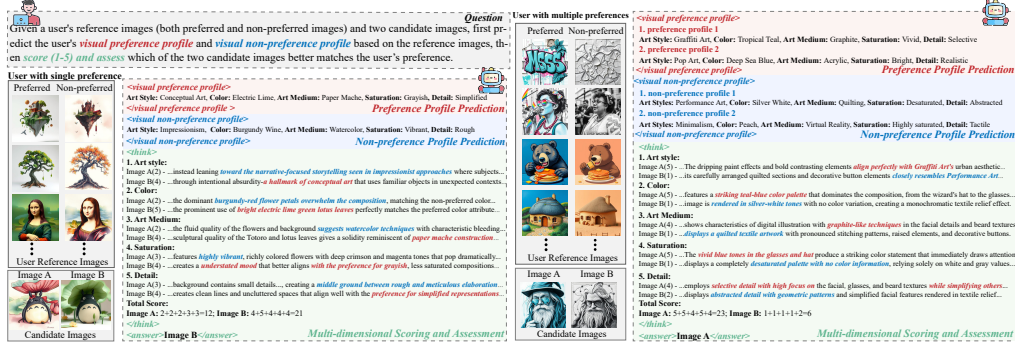 Question
Given a user's reference images (both preferred and non-preferred images) and two candidate images, first pr-
edict the user's visual preference profile and visual non-preference profile based on the reference images, th-
en score (1-5) and assess which of the two candidate images better matches the user's preference.
User with single preference
Preferred Non-preferred
User Reference Images
Image A Image B
Candidate Images
<visual preference profile>
Art Style: Conceptual Art, Color: Electric Lime, Art Medium: Paper Mache, Saturation: Grayish, Detail: Simplified
</visual preference profile> Preference Profile Prediction
<visual non-preference profile>
Art Style: Impressionism, Color: Burgundy Wine, Art Medium: Watercolor, Saturation: Vibrant, Detail: Rough
</visual non-preference profile> Non-preference Profile Prediction
<think>
1. Art style:
Image A(2) - ...instead leaning toward the narrative-focused storytelling seen in impressionist approaches where subjects...
Image B(4) - ...through intentional absurdity-a hallmark of conceptual art that uses familiar objects in unexpected contexts...
2. Color:
Image A(2) - ...the dominant burgundy-red flower petals overwhelm the composition, matching the non-preferred color...
Image B(5) - ...the prominent use of bright electric lime green lotus leaves perfectly matches the preferred color attribute...
3. Art Medium:
Image A(2) - ...the fluid quality of the flowers and background suggests watercolor techniques with characteristic bleeding...
Image B(4) - ...sculptural quality of the Totoro and lotus leaves gives a solidity reminiscent of paper mache construction...
4. Saturation:
Image A(3) - ...features highly vibrant, richly colored flowers with deep crimson and magenta tones that pop dramatically...
Image B(4) - ...creates a understated mood that better aligns with the preference for grayish, less saturated compositions...
5. Detail:
Image A(3) - ...background contains small details..., creating a middle ground between rough and meticulous elaboration...
Image B(4) - ...creates clean lines and uncluttered spaces that align well with the preference for simplified representations...
Total Score:
Image A: 2+2+2+3+3=12; Image B: 4+5+4+4+4=21
</think>
<answer>Image B</answer> Multi-dimensional Scoring and Assessment
User with multiple preferences
Preferred Non-preferred
User Reference Images
Image A Image B
Candidate Images
<visual preference profile>
1. preference profile 1
Art Style: Graffiti Art, Color: Tropical Teal, Art Medium: Graphite, Saturation: Vivid, Detail: Selective
2. preference profile 2
Art Style: Pop Art, Color: Deep Sea Blue, Art Medium: Acrylic, Saturation: Bright, Detail: Realistic
</visual preference profile> Preference Profile Prediction
<visual non-preference profile>
1. non-preference profile 1
Art Styles: Performance Art, Color: Silver White, Art Medium: Quilting, Saturation: Desaturated, Detail: Abstracted
2. non-preference profile 2
Art Styles: Minimalism, Color: Peach, Art Medium: Virtual Reality, Saturation: Highly saturated, Detail: Tactile
</visual non-preference profile> Non-preference Profile Prediction
<think>
1. Art style:
Image A(5) - ...The dripping paint effects and bold contrasting elements align perfectly with Graffiti Art's urban aesthetic...
Image B(1) - ...its carefully arranged quilted sections and decorative button elements closely resembles Performance Art...
2. Color:
Image A(5) - ...features a striking teal-blue color palette that dominates the composition, from the wizard's hat to the glasses...
Image B(1) - ...image is rendered in silver-white tones with no color variation, creating a monochromatic textile relief effect.
3. Art Medium:
Image A(4) - ...shows characteristics of digital illustration with graphite-like techniques in the facial details and beard textures
Image B(1) - ...displays a quilted textile artwork with pronounced stitching patterns, raised elements, and decorative buttons.
4. Saturation:
Image A(5) - ...The vivid blue tones in the glasses and hat produce a striking color statement that immediately draws attention
Image B(1) - ...displays a completely desaturated palette with no color information, relying solely on white and gray values...
5. Detail:
Image A(4) - ...employs selective detail with high focus on the facial, glasses, and beard textures while simplifying others...
Image B(2) - ...displays abstracted detail with geometric patterns and simplified facial features rendered in textile relief...
Total Score:
Image A: 5+5+4+5+4=23; Image B: 1+1+1+1+2=6
</think>
<answer>Image A</answer> Multi-dimensional Scoring and Assessment